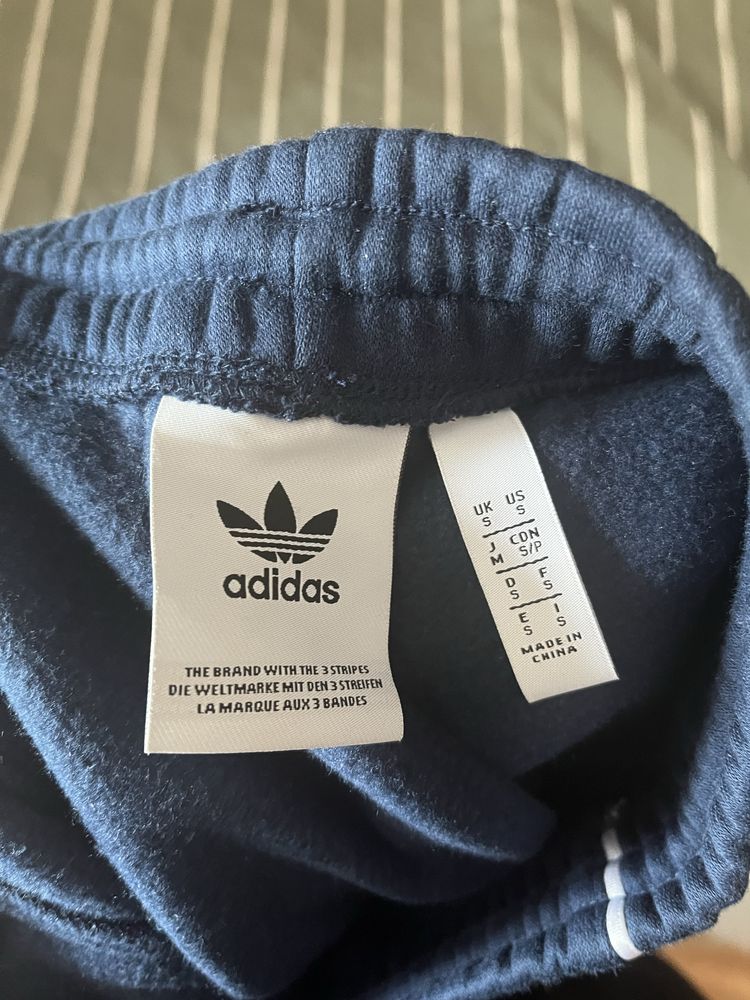 adidas
THE BRAND WITH THE 3 STRIPES
DIE WELTMARKE MIT DEN 3 STREIFEN
LA MARQUE AUX 3 BANDES
UK US
S S
J CDN
M S/P
D F
S S
E I
S S
MADE IN
CHINA